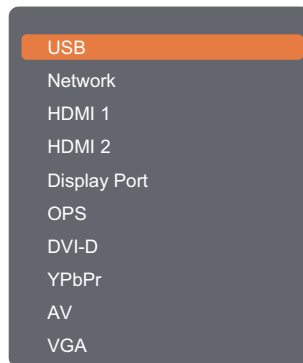 USB
Network
HDMI 1
HDMI 2
Display Port
OPS
DVI-D
YPbPr
AV
VGA